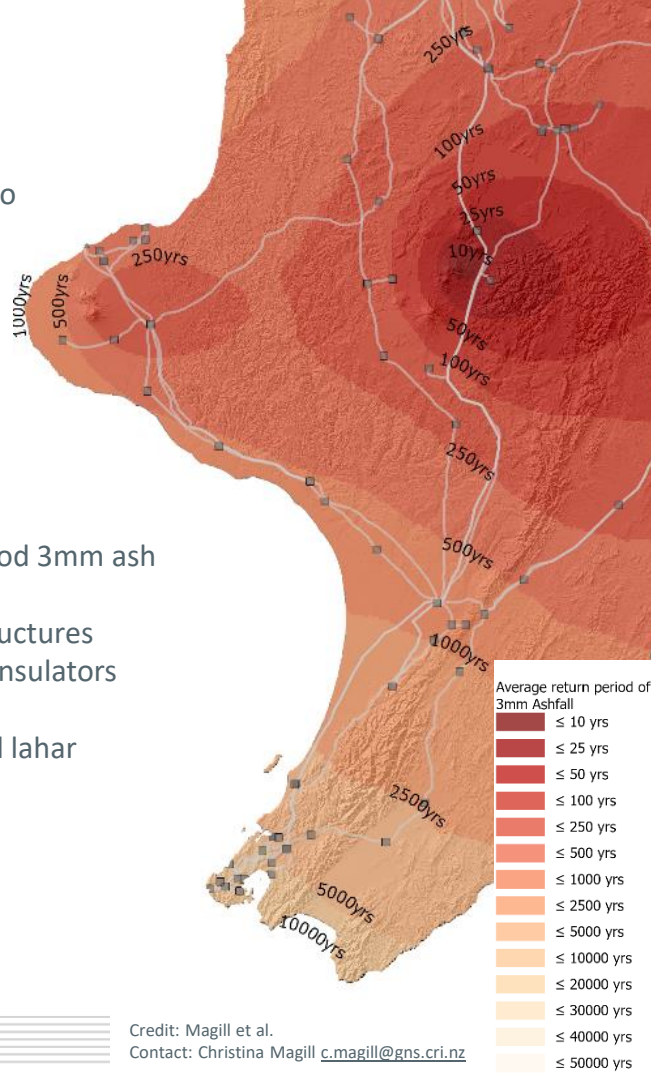 250yrs
100yrs
50yrs
o
25yrs
10yrs
250yrs
1000yrs
500yrs
50yrs
100yrs
250yrs
500yrs
od 3mm ash
uctures
nsulators
1000yrs
l lahar
Average return period of
3mm Ashfall
≤ 10 yrs
≤ 25 yrs
≤ 50 yrs
≤ 100 yrs
≤ 250 yrs
≤ 500 yrs
≤ 1000 yrs
≤ 2500 yrs
≤ 5000 yrs
≤ 10000 yrs
≤ 20000 yrs
≤ 30000 yrs
≤ 40000 yrs
≤ 50000 yrs
2500yrs
5000yrs
10000yrs
Credit: Magill et al.
Contact: Christina Magill c.magill@gns.cri.nz